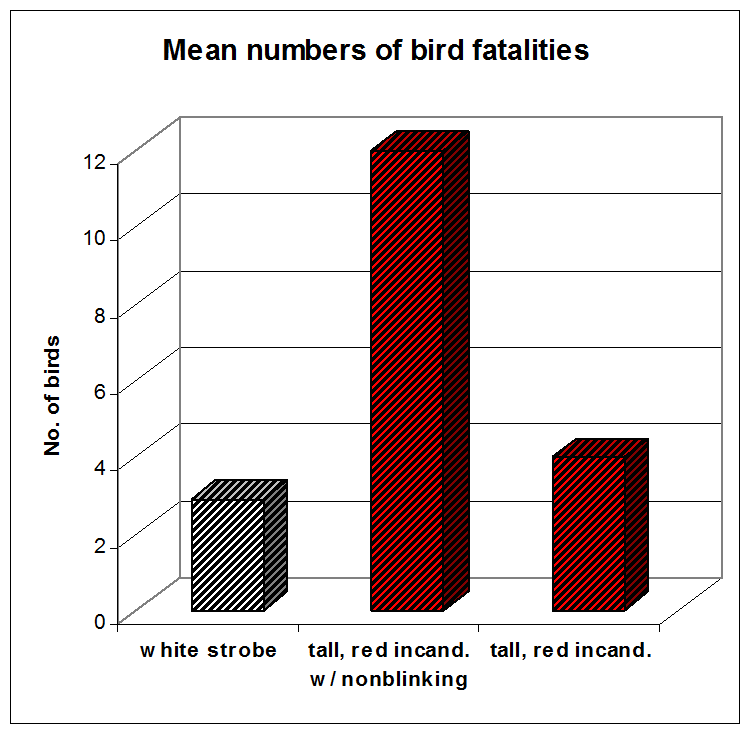 Mean numbers of bird fatalities
No. of birds
12
10
8
6
4
2
0
white strobe
tall, red incand.
w/ nonblinking
tall, red incand.